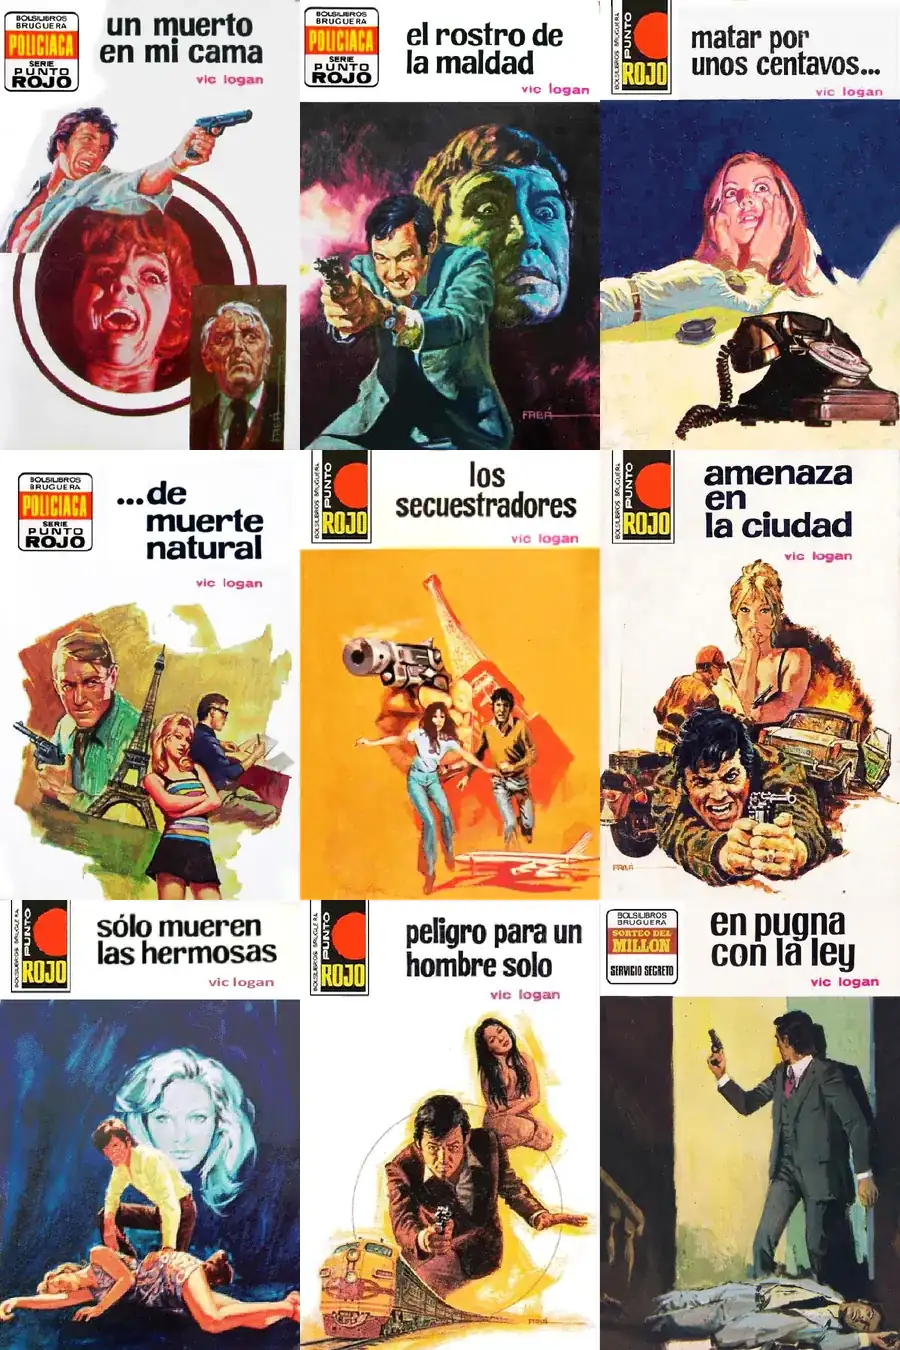 BOLSILIBROS
BRUGUERA
POLICIACA
SERIE
PUNTO
ROJO
un muerto
en mi cama
vic logan
FABÁ
BOLSILIBROS
BRUGUERA
POLICIACA
SERIE
PUNTO
ROJO
el rostro de
la maldad
vic logan
FABÁ
BOLSILIBROS BRUGUERA
PUNTO
ROJO
matar por
unos centavos...
vic logan
BOLSILIBROS
BRUGUERA
POLICIACA
SERIE
PUNTO
ROJO
...de
muerte
natural
vic logan
BOLSILIBROS BRUGUERA
PUNTO
ROJO
los
secuestradores
vic logan
BOLSILIBROS BRUGUERA
PUNTO
ROJO
amenaza
en
la ciudad
vic logan
FABÁ
BOLSILIBROS BRUGUERA
PUNTO
ROJO
sólo mueren
las hermosas
vic logan
BOLSILIBROS BRUGUERA
PUNTO
ROJO
peligro para un
hombre solo
vic logan
FABÁ
BOLSILIBROS
BRUGUERA
SORTEO DEL
MILLON
SERVICIO SECRETO
en pugna
con la ley
vic logan